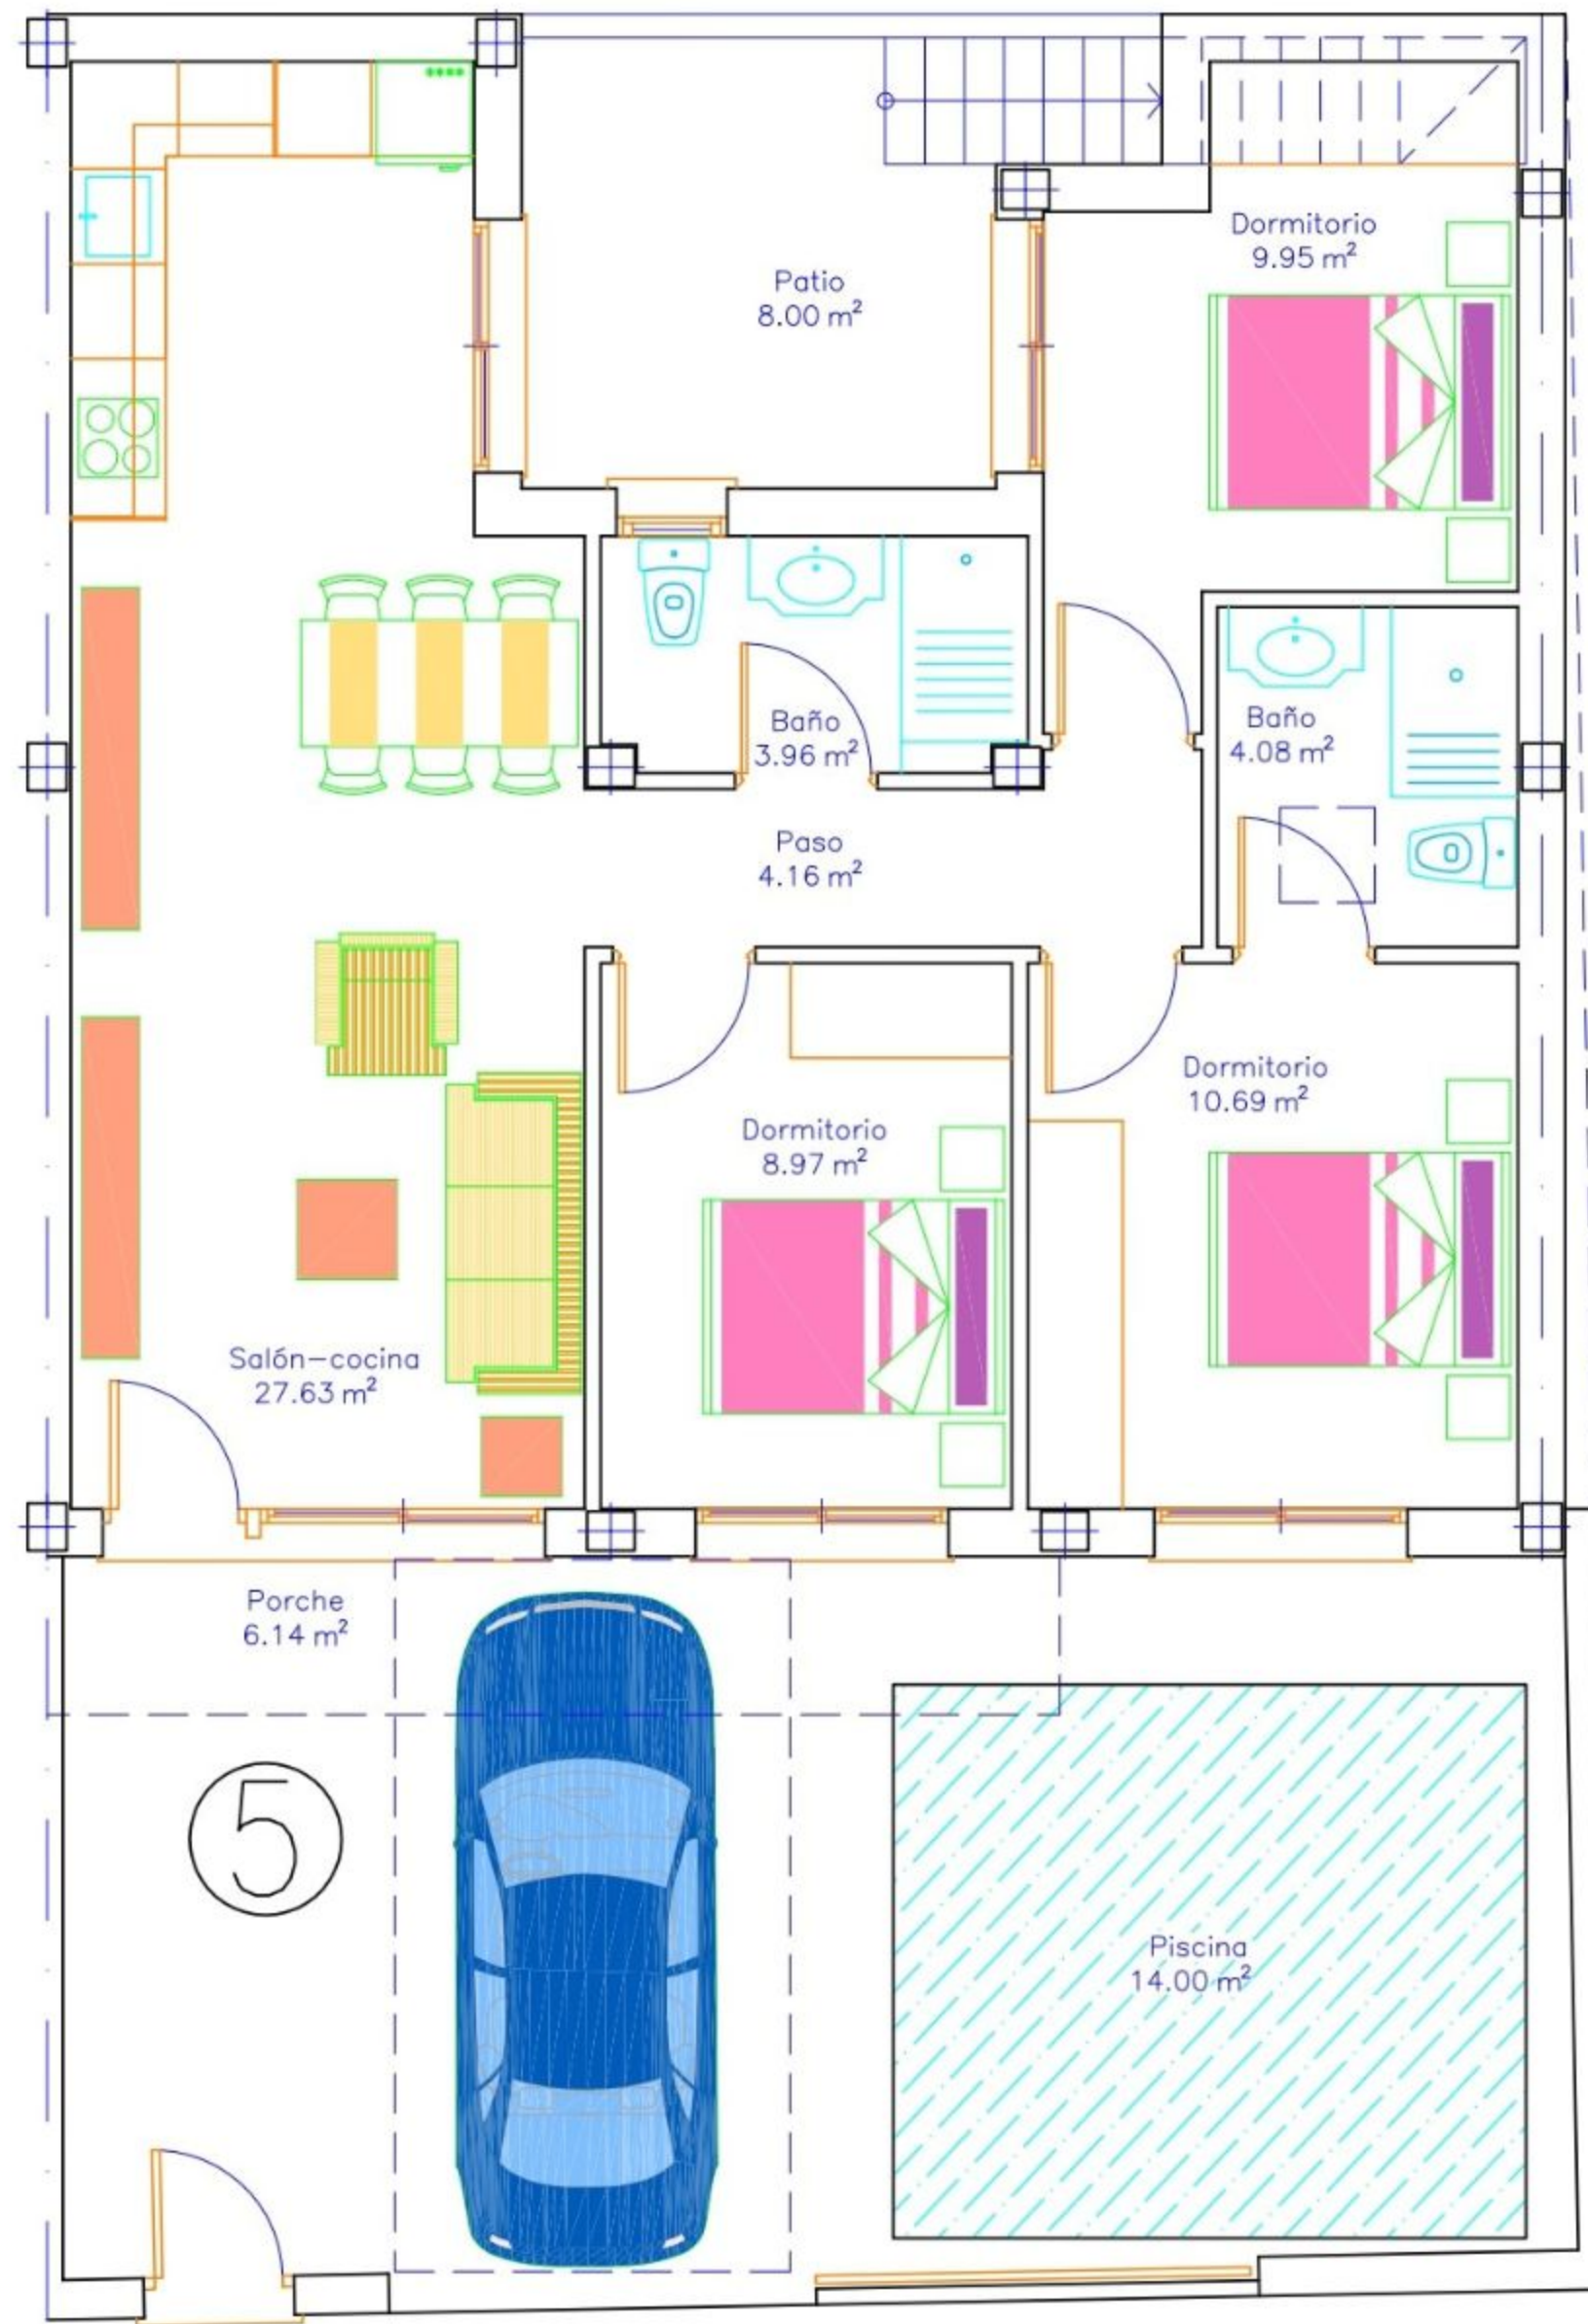 Dormitorio
9.95 m²
Patio
8.00 m²
Baño
3.96 m²
Baño
4.08 m²
Paso
4.16 m²
Dormitorio
10.69 m²
Dormitorio
8.97 m²
Salón-cocina
27.63 m²
Porche
6.14 m²
5
Piscina
14.00 m²